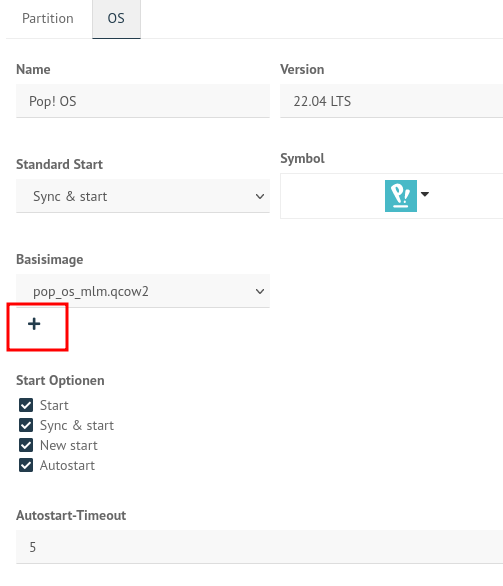 Partition OS
Name Version
Pop! OS 22.04 LTS
Standard Start Symbol
Sync & start
Basisimage
pop_os_mlm.qcow2
Start Optionen
Start
Sync & start
New start
Autostart
Autostart-Timeout
5